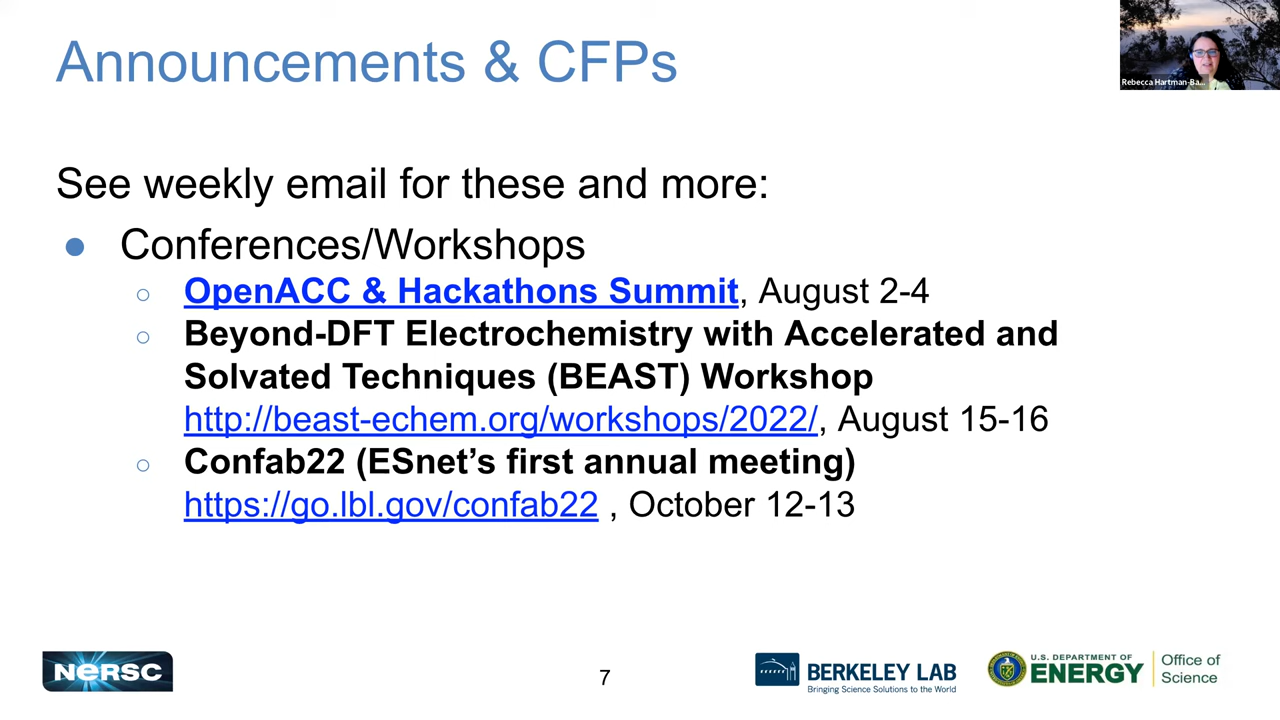 Announcements & CFPs
Rebecca Hartman-Ba...
See weekly email for these and more:
● Conferences/Workshops
○ OpenACC & Hackathons Summit, August 2-4
○ Beyond-DFT Electrochemistry with Accelerated and
Solvated Techniques (BEAST) Workshop
http://beast-echem.org/workshops/2022/, August 15-16
○ Confab22 (ESnet’s first annual meeting)
https://go.lbl.gov/confab22 , October 12-13
NERSC
7
BERKELEY LAB
Bringing Science Solutions to the World
U.S. DEPARTMENT OF
ENERGY
Office of
Science